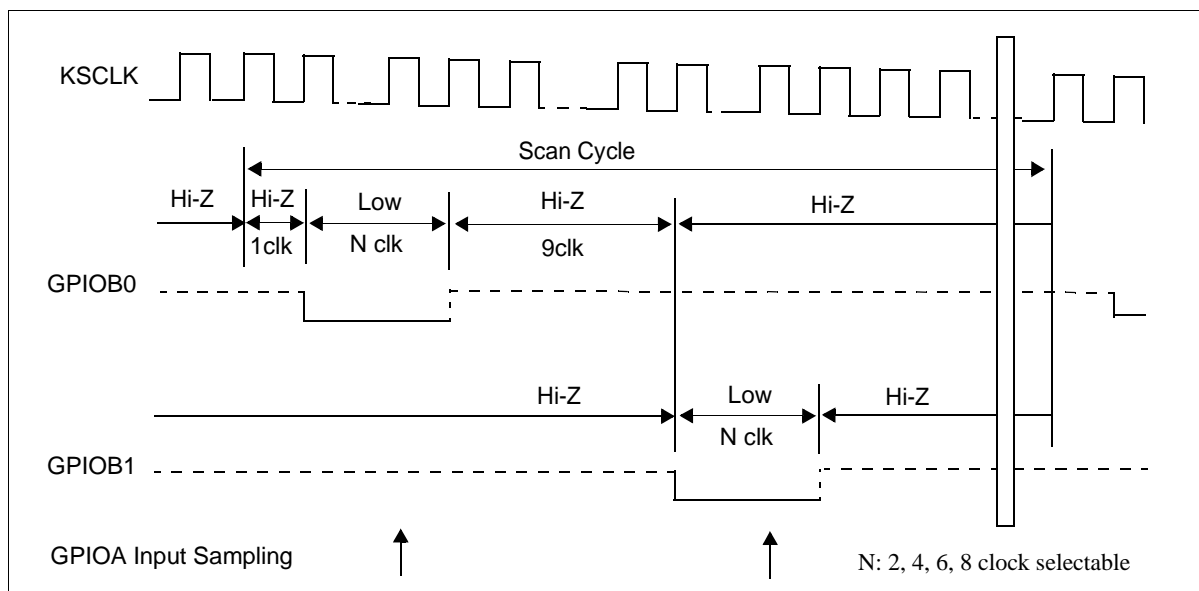 KSCLK
Scan Cycle
Hi-Z Hi-Z Low Hi-Z Hi-Z
1clk N clk 9clk
GPIOB0
Hi-Z Low Hi-Z
N clk
GPIOB1
GPIOA Input Sampling
N: 2, 4, 6, 8 clock selectable